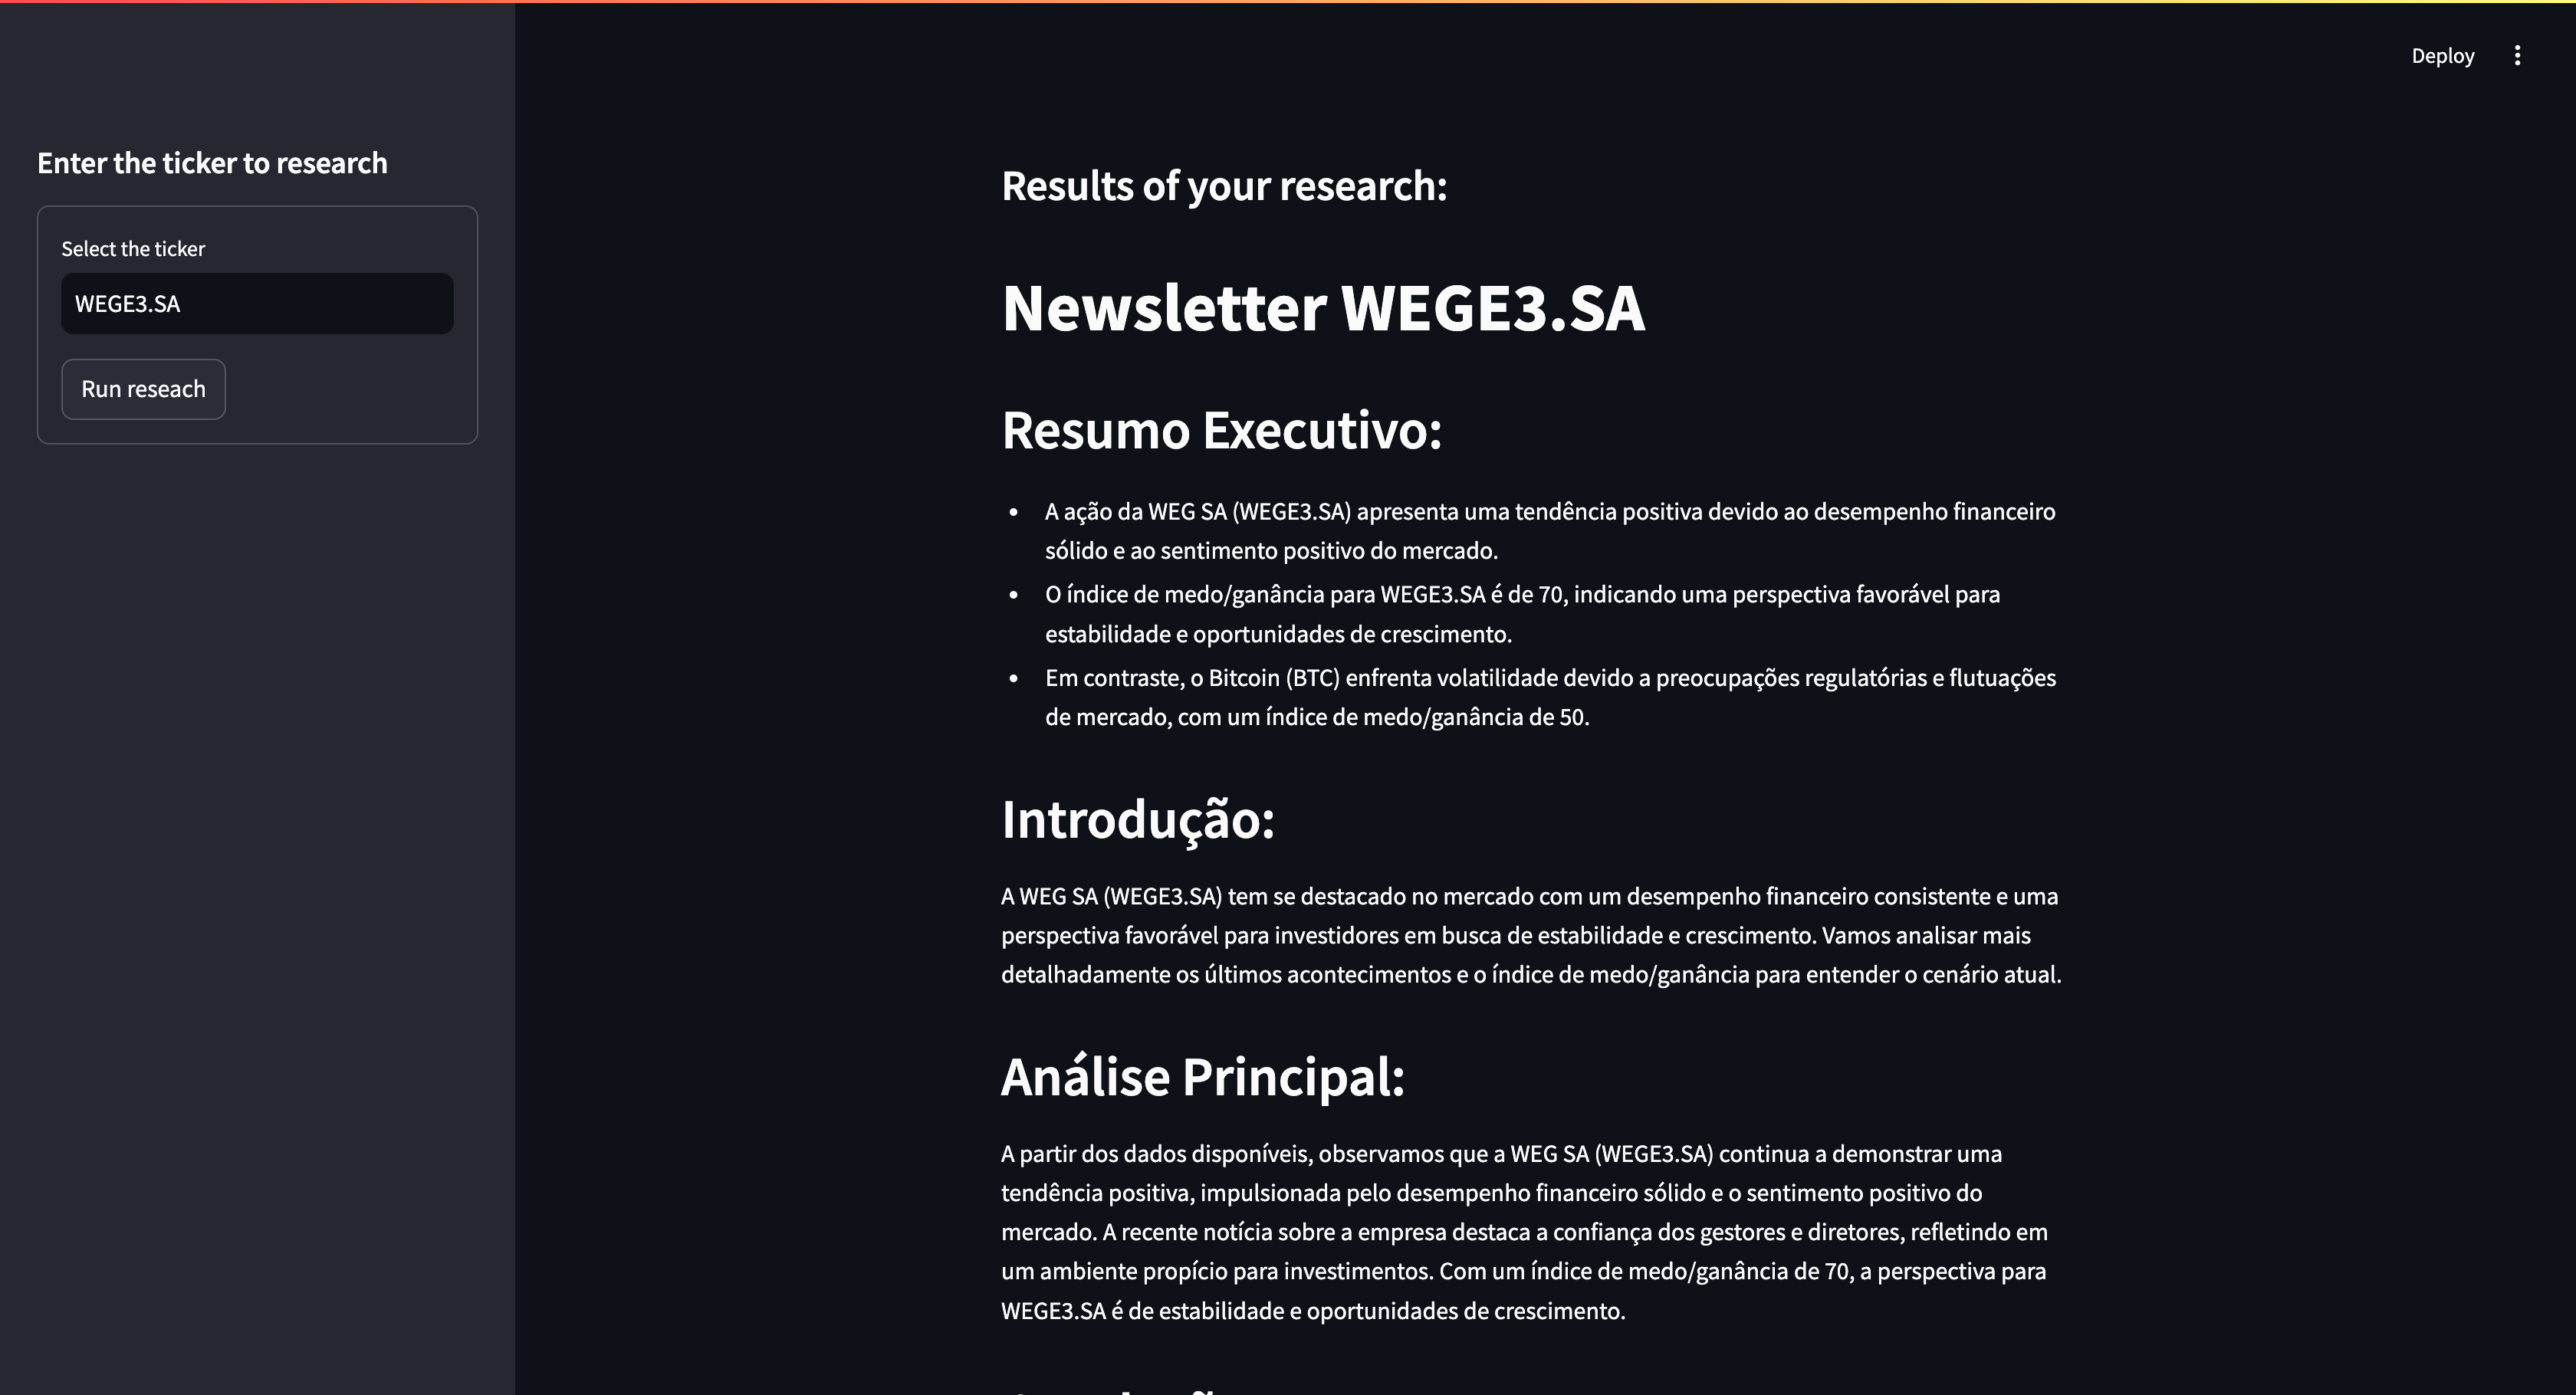 Deploy
Enter the ticker to research
Select the ticker
WEGE3.SA
Run reseach
Results of your research:
Newsletter WEGE3.SA
Resumo Executivo:
• A ação da WEG SA (WEGE3.SA) apresenta uma tendência positiva devido ao desempenho financeiro
sólido e ao sentimento positivo do mercado.
• O índice de medo/ganância para WEGE3.SA é de 70, indicando uma perspectiva favorável para
estabilidade e oportunidades de crescimento.
• Em contraste, o Bitcoin (BTC) enfrenta volatilidade devido a preocupações regulatórias e flutuações
de mercado, com um índice de medo/ganância de 50.
Introdução:
A WEG SA (WEGE3.SA) tem se destacado no mercado com um desempenho financeiro consistente e uma
perspectiva favorável para investidores em busca de estabilidade e crescimento. Vamos analisar mais
detalhadamente os últimos acontecimentos e o índice de medo/ganância para entender o cenário atual.
Análise Principal:
A partir dos dados disponíveis, observamos que a WEG SA (WEGE3.SA) continua a demonstrar uma
tendência positiva, impulsionada pelo desempenho financeiro sólido e o sentimento positivo do
mercado. A recente notícia sobre a empresa destaca a confiança dos gestores e diretores, refletindo em
um ambiente propício para investimentos. Com um índice de medo/ganância de 70, a perspectiva para
WEGE3.SA é de estabilidade e oportunidades de crescimento.